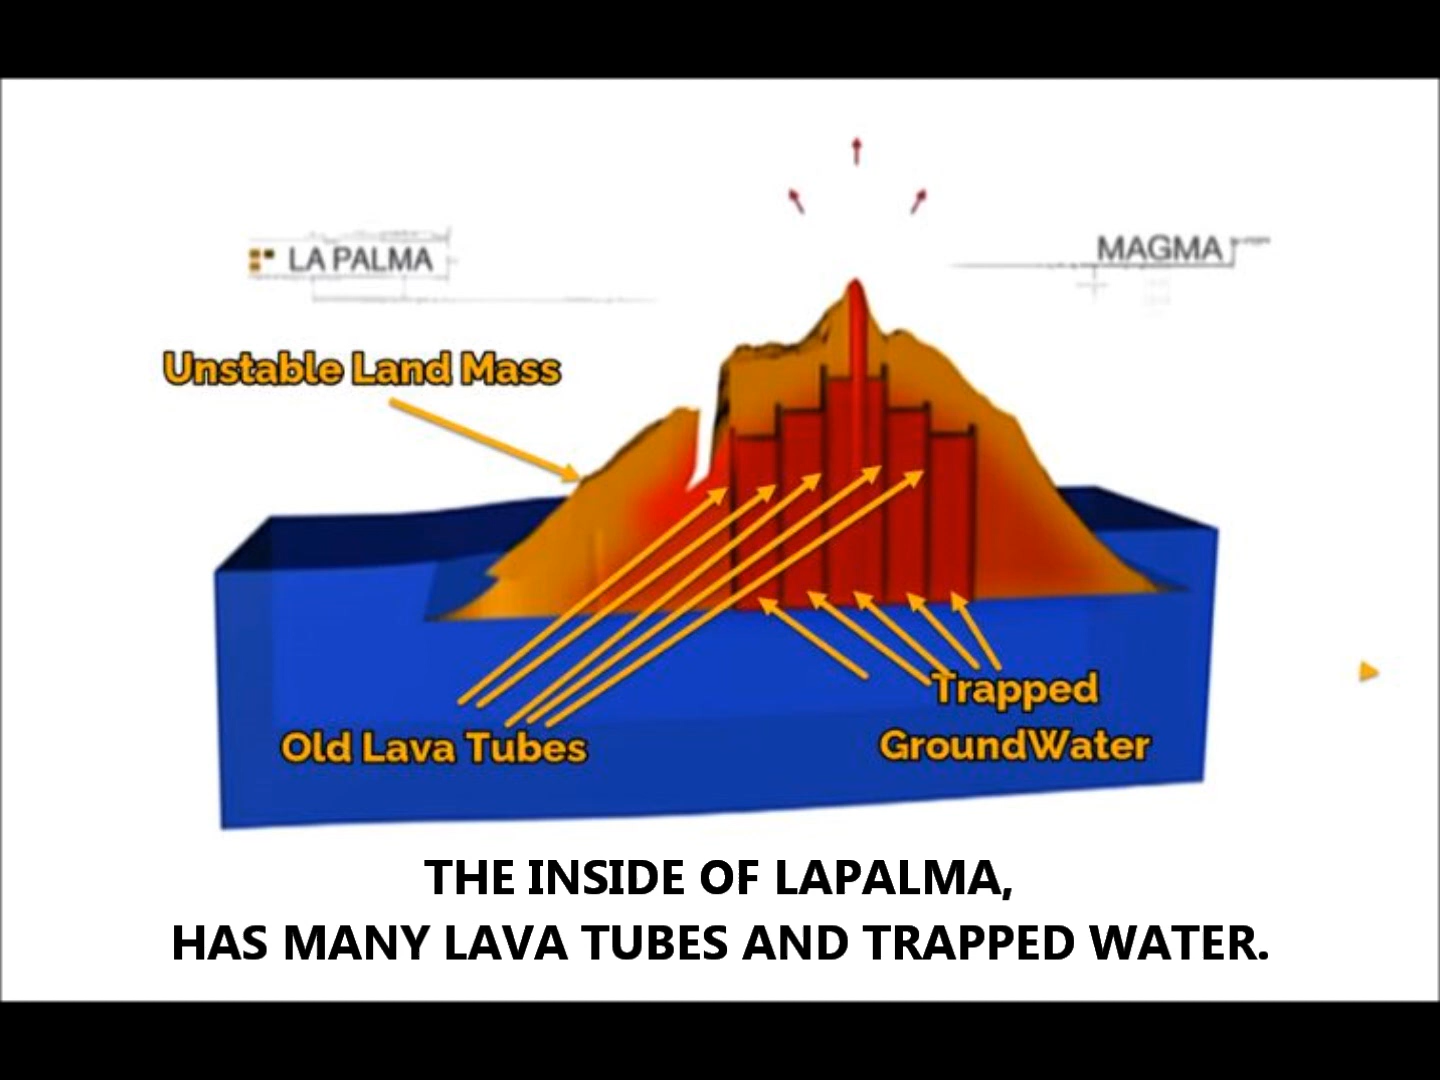 LA PALMA
MAGMA
Unstable Land Mass
Old Lava Tubes
Trapped
GroundWater
THE INSIDE OF LAPALMA,
HAS MANY LAVA TUBES AND TRAPPED WATER.